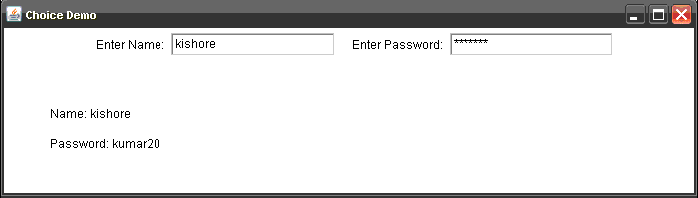 Choice Demo
Enter Name: kishore Enter Password: *******
Name: kishore
Password: kumar20